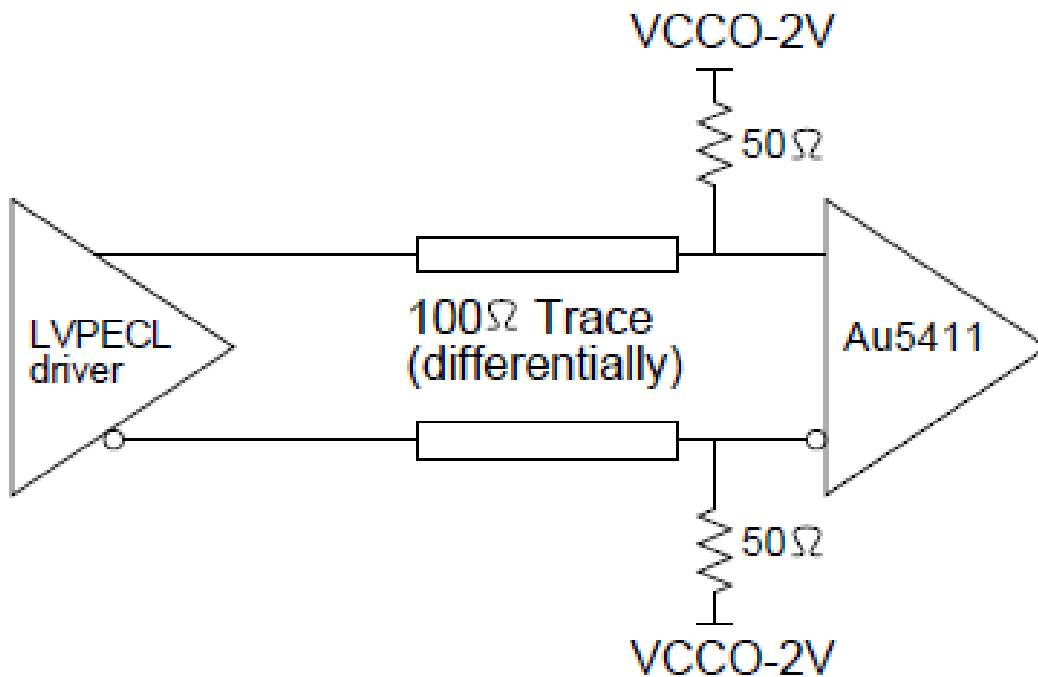 VCCO-2V
50Ω
LVPECL
driver
100Ω Trace
(differentially)
Au5411
50Ω
VCCO-2V